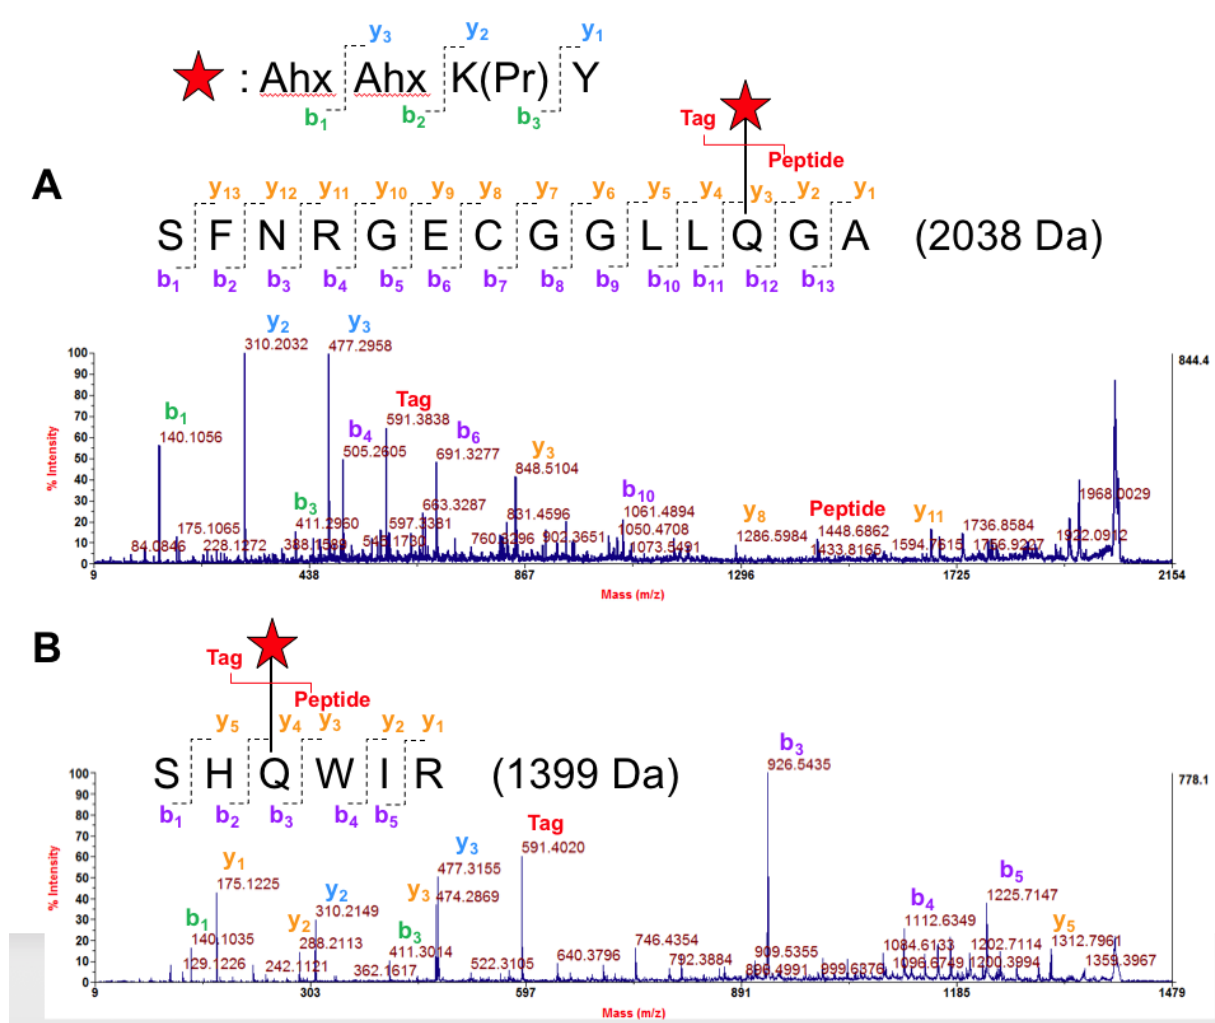 y3 y2 y1
: Ahx Ahx K(Pr) Y
b1 b2 b3
Tag
Peptide
A
y13 y12 y11 y10 y9 y8 y7 y6 y5 y4 y3 y2 y1
S F N R G E C G G L L Q G A (2038 Da)
b1 b2 b3 b4 b5 b6 b7 b8 b9 b10 b11 b12 b13
y2 y3
310.2032 477.2958
100 90 80 70 60 50 40 30 20 10 0
844.4
% Intensity
Tag
b1 591.3838
140.1056 b4 b6
505.2605 691.3277 y3
848.5104
b3 663.3287 b10
1061.4894 1968.0029
175.1065 411.2960 597.3381 831.4596 1050.4708 y8 Peptide y11
1286.5984 1448.6862 1736.8584
84.0846 228.1272 902.3651 1073.5491 1433.8165 1922.0912
9 438 867 1296 1725 2154
Mass (m/z)
B
Tag
Peptide
y5 y4 y3 y2 y1
S H Q W I R (1399 Da)
b1 b2 b3 b4 b5
b3
926.5435
100 90 80 70 60 50 40 30 20 10 0
778.1
% Intensity
Tag
y3 591.4020
y1 477.3155
175.1225 y2 y3 474.2869 b5
1225.7147
b1 310.2149 b4
1112.6349 y5
140.1035 y2 288.2113 b3 411.3014 746.4354 909.5355 1084.6133 1202.7114 1312.7961
129.1226 242.1121 362.1617 522.3105 640.3796 792.3884 999.6376 1096.6749 1200.3994 1359.3967
9 303 597 891 1185 1479
Mass (m/z)